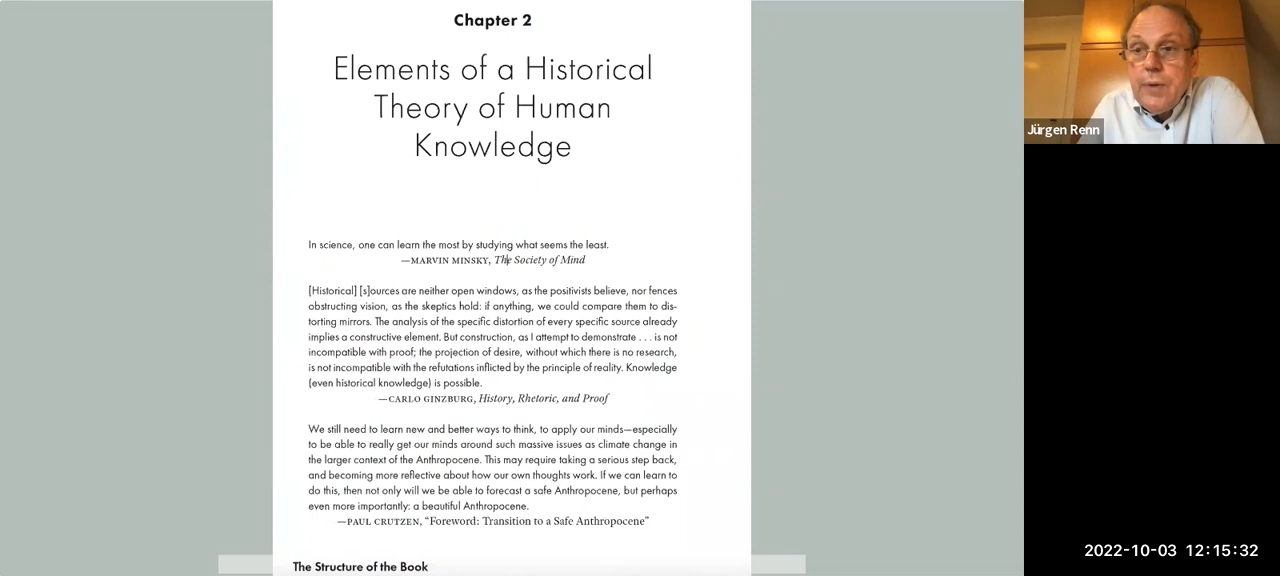 Chapter 2
Elements of a Historical
Theory of Human
Knowledge
In science, one can learn the most by studying what seems the least.
—MARVIN MINSKY, The Society of Mind
[Historical] [s]ources are neither open windows, as the positivists believe, nor fences
obstructing vision, as the skeptics hold: if anything, we could compare them to dis-
torting mirrors. The analysis of the specific distortion of every specific source already
implies a constructive element. But construction, as I attempt to demonstrate . . . is not
incompatible with proof; the projection of desire, without which there is no research,
is not incompatible with the refutations inflicted by the principle of reality. Knowledge
(even historical knowledge) is possible.
—CARLO GINZBURG, History, Rhetoric, and Proof
We still need to learn new and better ways to think, to apply our minds—especially
to be able to really get our minds around such massive issues as climate change in
the larger context of the Anthropocene. This may require taking a serious step back,
and becoming more reflective about how our own thoughts work. If we can learn to
do this, then not only will we be able to forecast a safe Anthropocene, but perhaps
even more importantly: a beautiful Anthropocene.
—PAUL CRUTZEN, “Foreword: Transition to a Safe Anthropocene”
The Structure of the Book
Jürgen Renn
2022-10-03 12:15:32